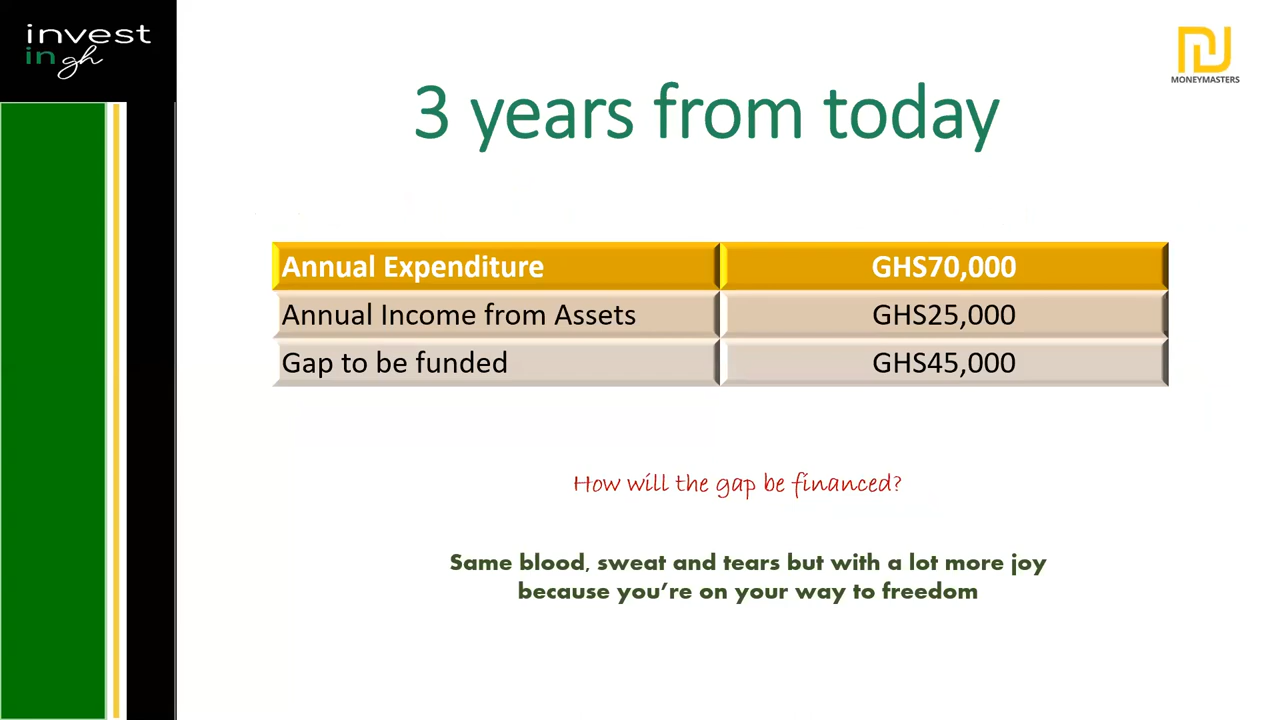 invest
in gh
MONEYMASTERS
3 years from today
Annual Expenditure GHS70,000
Annual Income from Assets GHS25,000
Gap to be funded GHS45,000
How will the gap be financed?
Same blood, sweat and tears but with a lot more joy
because you're on your way to freedom